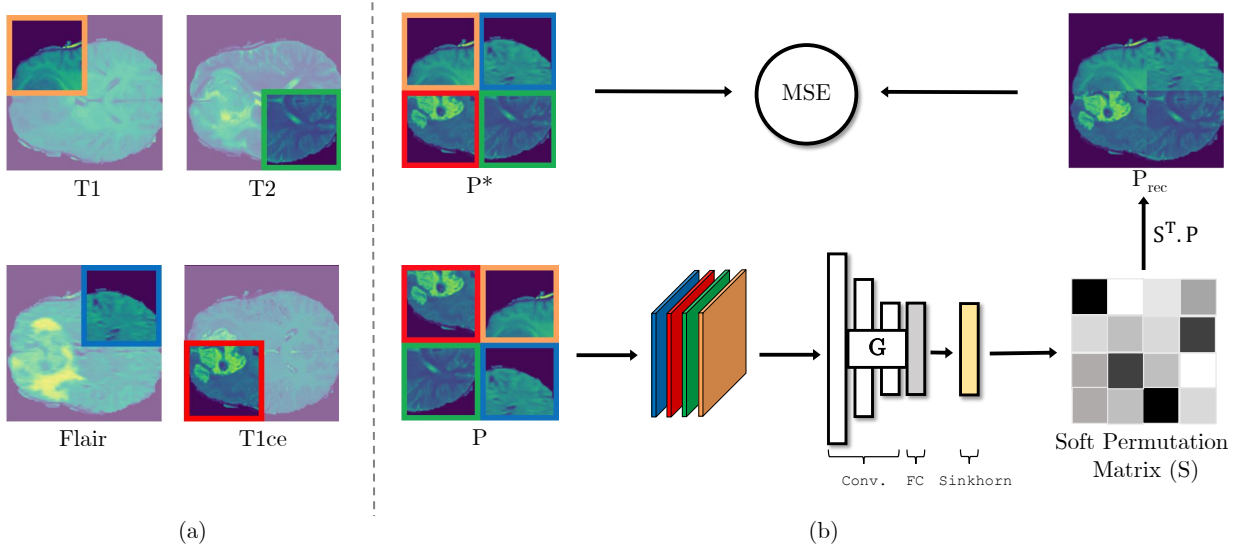 T1
T2
Flair
T1ce
(a)
P*
MSE
P_rec
S^T.P
P
G
Conv.
FC
Sinkhorn
Soft Permutation
Matrix (S)
(b)